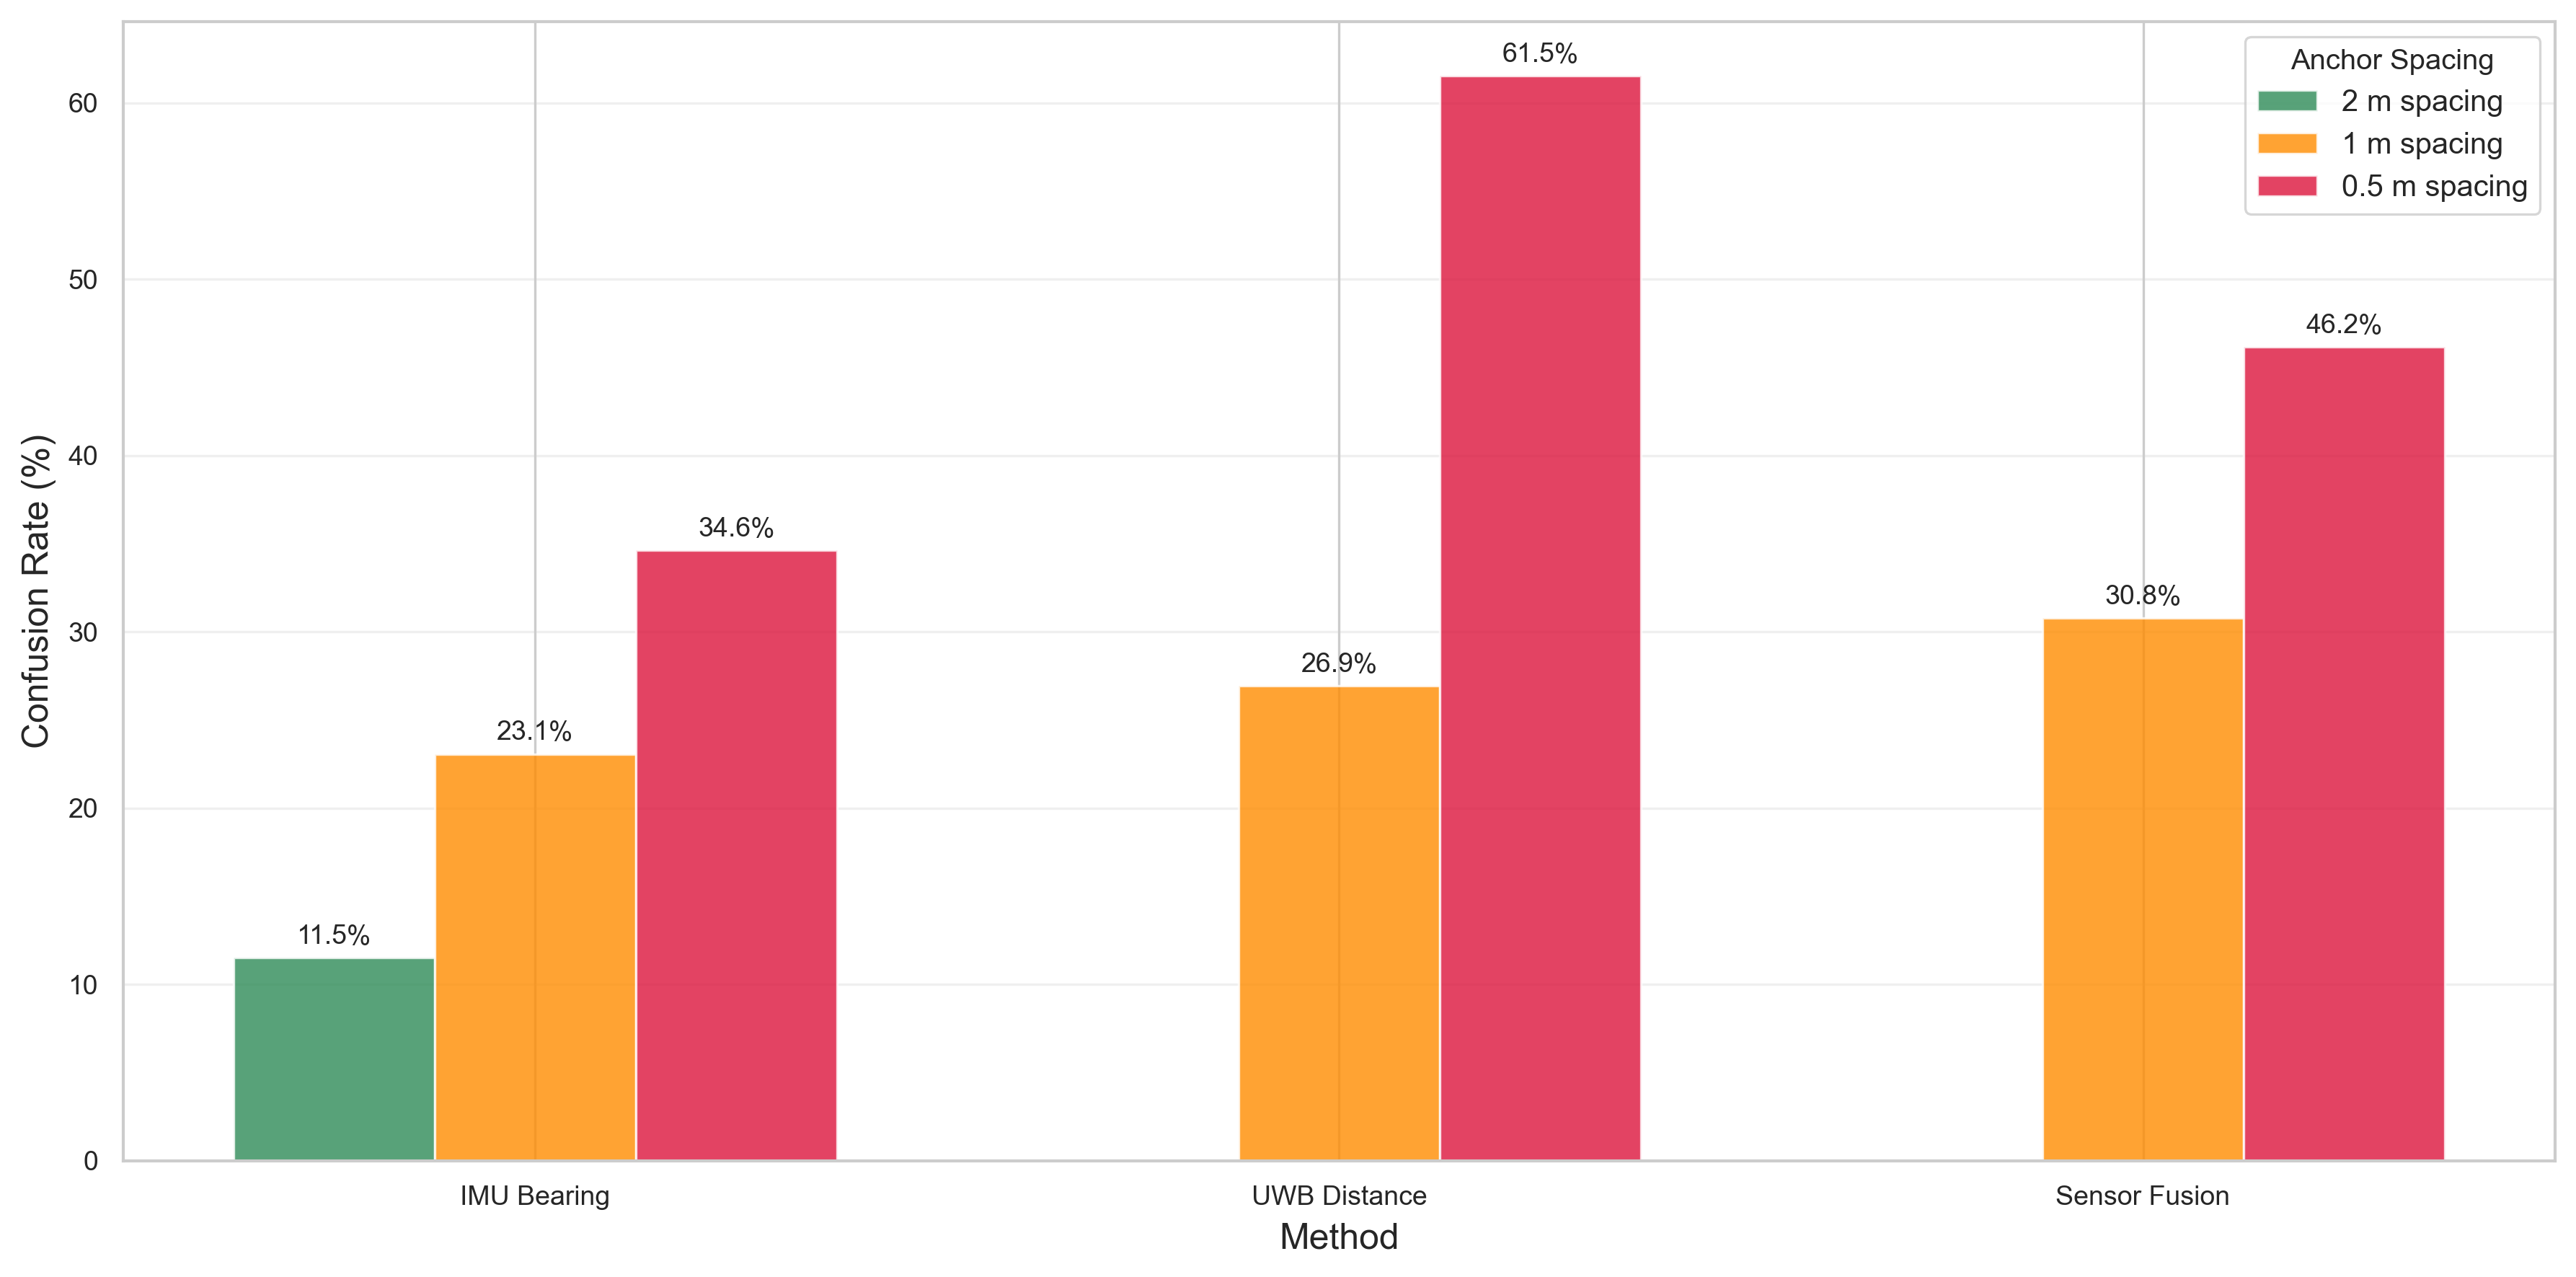 61.5%
Anchor Spacing
2 m spacing
1 m spacing
0.5 m spacing
60
50
46.2%
40
34.6%
30.8%
30
26.9%
23.1%
20
11.5%
10
0
Confusion Rate (%)
IMU Bearing
UWB Distance
Sensor Fusion
Method